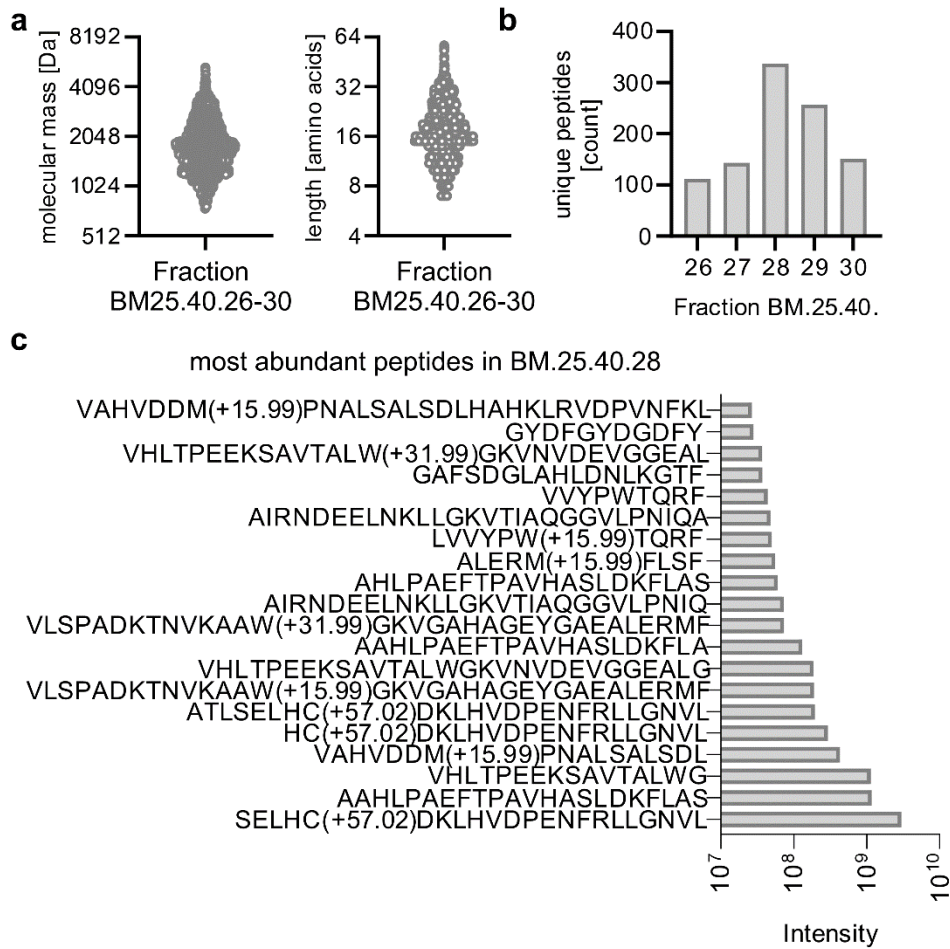 a
molecular mass [Da]
8192
4096
2048
1024
512
Fraction
BM25.40.26-30
length [amino acids]
64
32
16
8
4
Fraction
BM25.40.26-30
b
unique peptides
[count]
400
300
200
100
0
26 27 28 29 30
Fraction BM.25.40.
c
most abundant peptides in BM.25.40.28
VAHVDDM(+15.99)PNALSALSDLHAHKLRVDPVNFKL
GYDFGYDGDFY
VHLTPEEKSAVTALW(+31.99)GKVNVDEVGGEAL
GAFSDGLAHLDNLKGTF
VVYPWTQRF
AIRNDEELNKLLGKVTIAQGGVLPNIQA
LVVYPW(+15.99)TQRF
ALERM(+15.99)FLSF
AHLPAEFTPAVHASLDKFLAS
AIRNDEELNKLLGKVTIAQGGVLPNIQ
VLSPADKTNVKAAW(+31.99)GKVGAHAGEYGAEALERMF
AAHLPAEFTPAVHASLDKFLA
VHLTPEEKSAVTALWGKVNVDEVGGEALG
VLSPADKTNVKAAW(+15.99)GKVGAHAGEYGAEALERMF
ATLSELHC(+57.02)DKLHVDPENFRLLGNVL
HC(+57.02)DKLHVDPENFRLLGNVL
VAHVDDM(+15.99)PNALSALSDL
VHLTPEEKSAVTALWG
AAHLPAEFTPAVHASLDKFLAS
SELHC(+57.02)DKLHVDPENFRLLGNVL
10⁷ 10⁸ 10⁹ 10¹⁰
Intensity